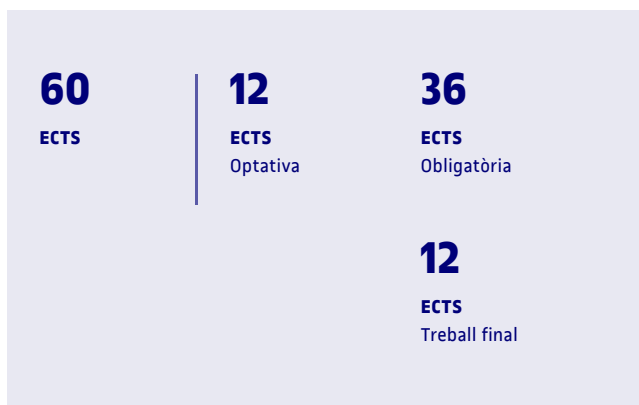 60
ECTS
12
ECTS
Optativa
36
ECTS
Obligatòria
12
ECTS
Treball final